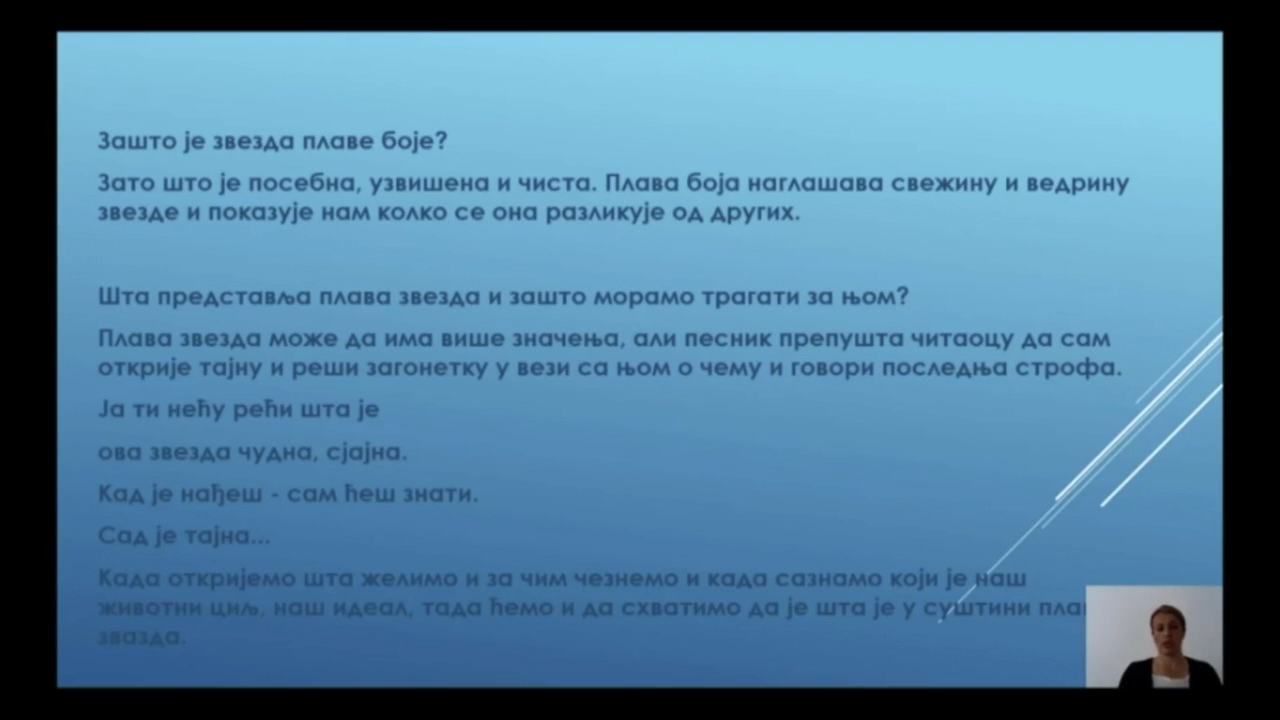 Зашто је звезда плаве боје?
Зато што је посебна, узвишена и чиста. Плава боја наглашава свежину и ведрину
звезде и показује нам колко се она разликује од других.
Шта представља плава звезда и зашто морамо трагати за њом?
Плава звезда може да има више значења, али песник препушта читаоцу да сам
открије тајну и реши загонетку у вези са њом о чему и говори последња строфа.
Ја ти нећу рећи шта је
ова звезда чудна, сјајна.
Кад је нађеш - сам ћеш знати.
Сад је тајна...
Када откријемо шта желимо и за чим чезнемо и када сазнамо који је наш
животни циљ, наш идеал, тада ћемо и да схватимо да је шта је у суштини
звазда.